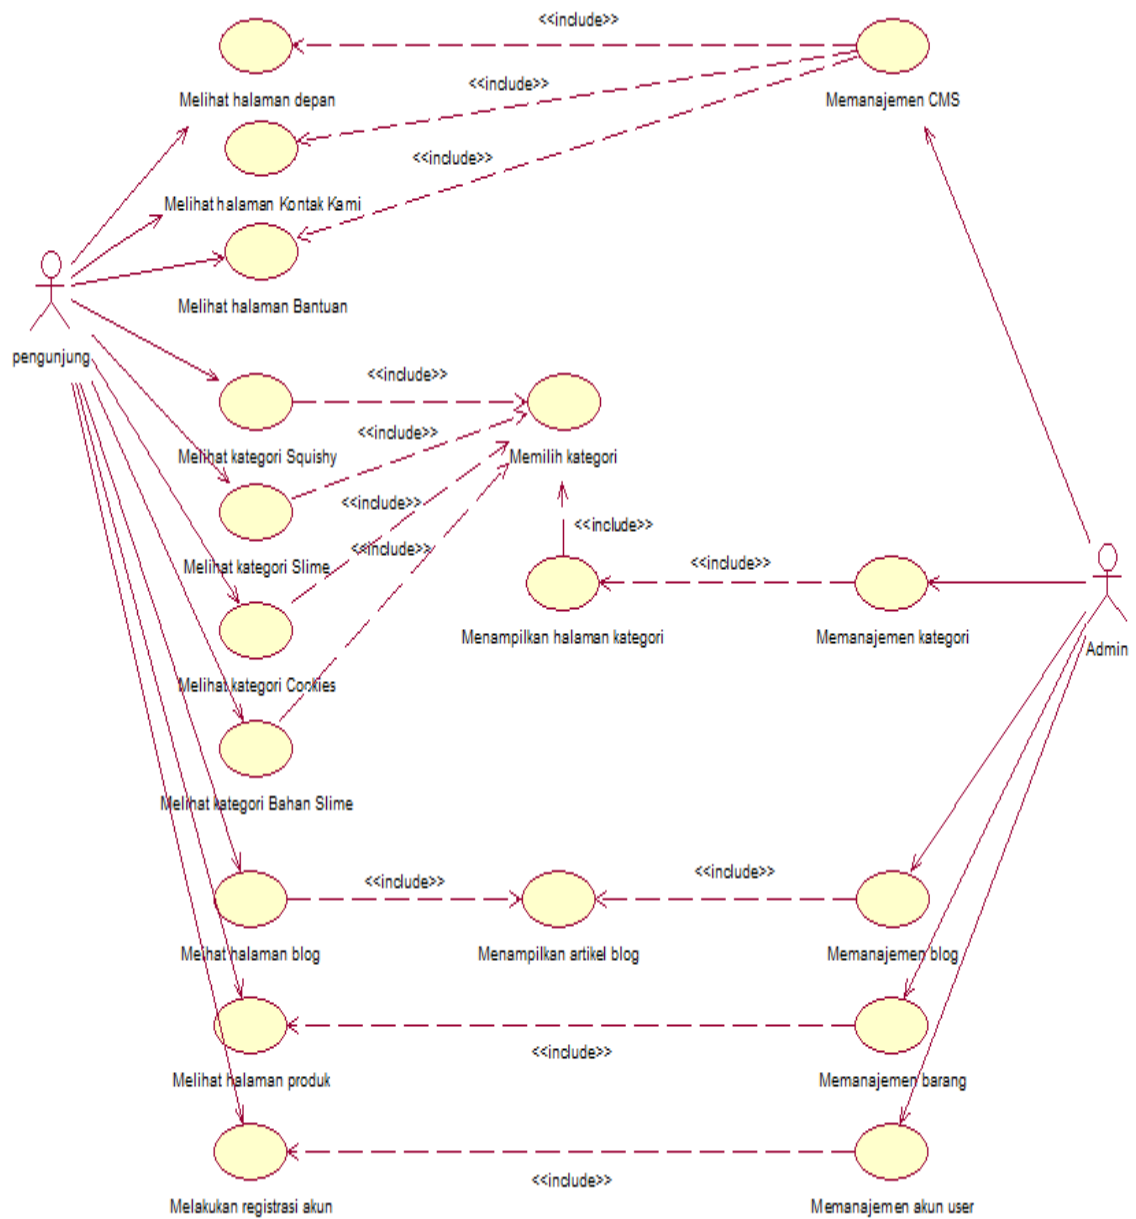 <<include>>
Melihat halaman depan
<<include>>
Memanajemen CMS
<<include>>
Melihat halaman Kontak Kami
Melihat halaman Bantuan
pengunjung
<<include>>
<<include>>
Melihat kategori Squishy
Memilih kategori
<<include>>
<<include>>
<<include>>
<<include>>
Melihat kategori Slime
Menampilkan halaman kategori
Memanajemen kategori
Admin
Melihat kategori Cookies
Melihat kategori Bahan Slime
<<include>>
<<include>>
Melihat halaman blog
Menampilkan artikel blog
Memanajemen blog
<<include>>
Melihat halaman produk
Memanajemen barang
<<include>>
Melakukan registrasi akun
Memanajemen akun user